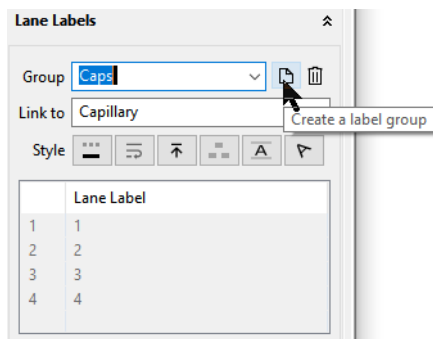 Lane Labels
Group Caps
Link to Capillary
Create a label group
Style A A
Lane Label
1 1
2 2
3 3
4 4